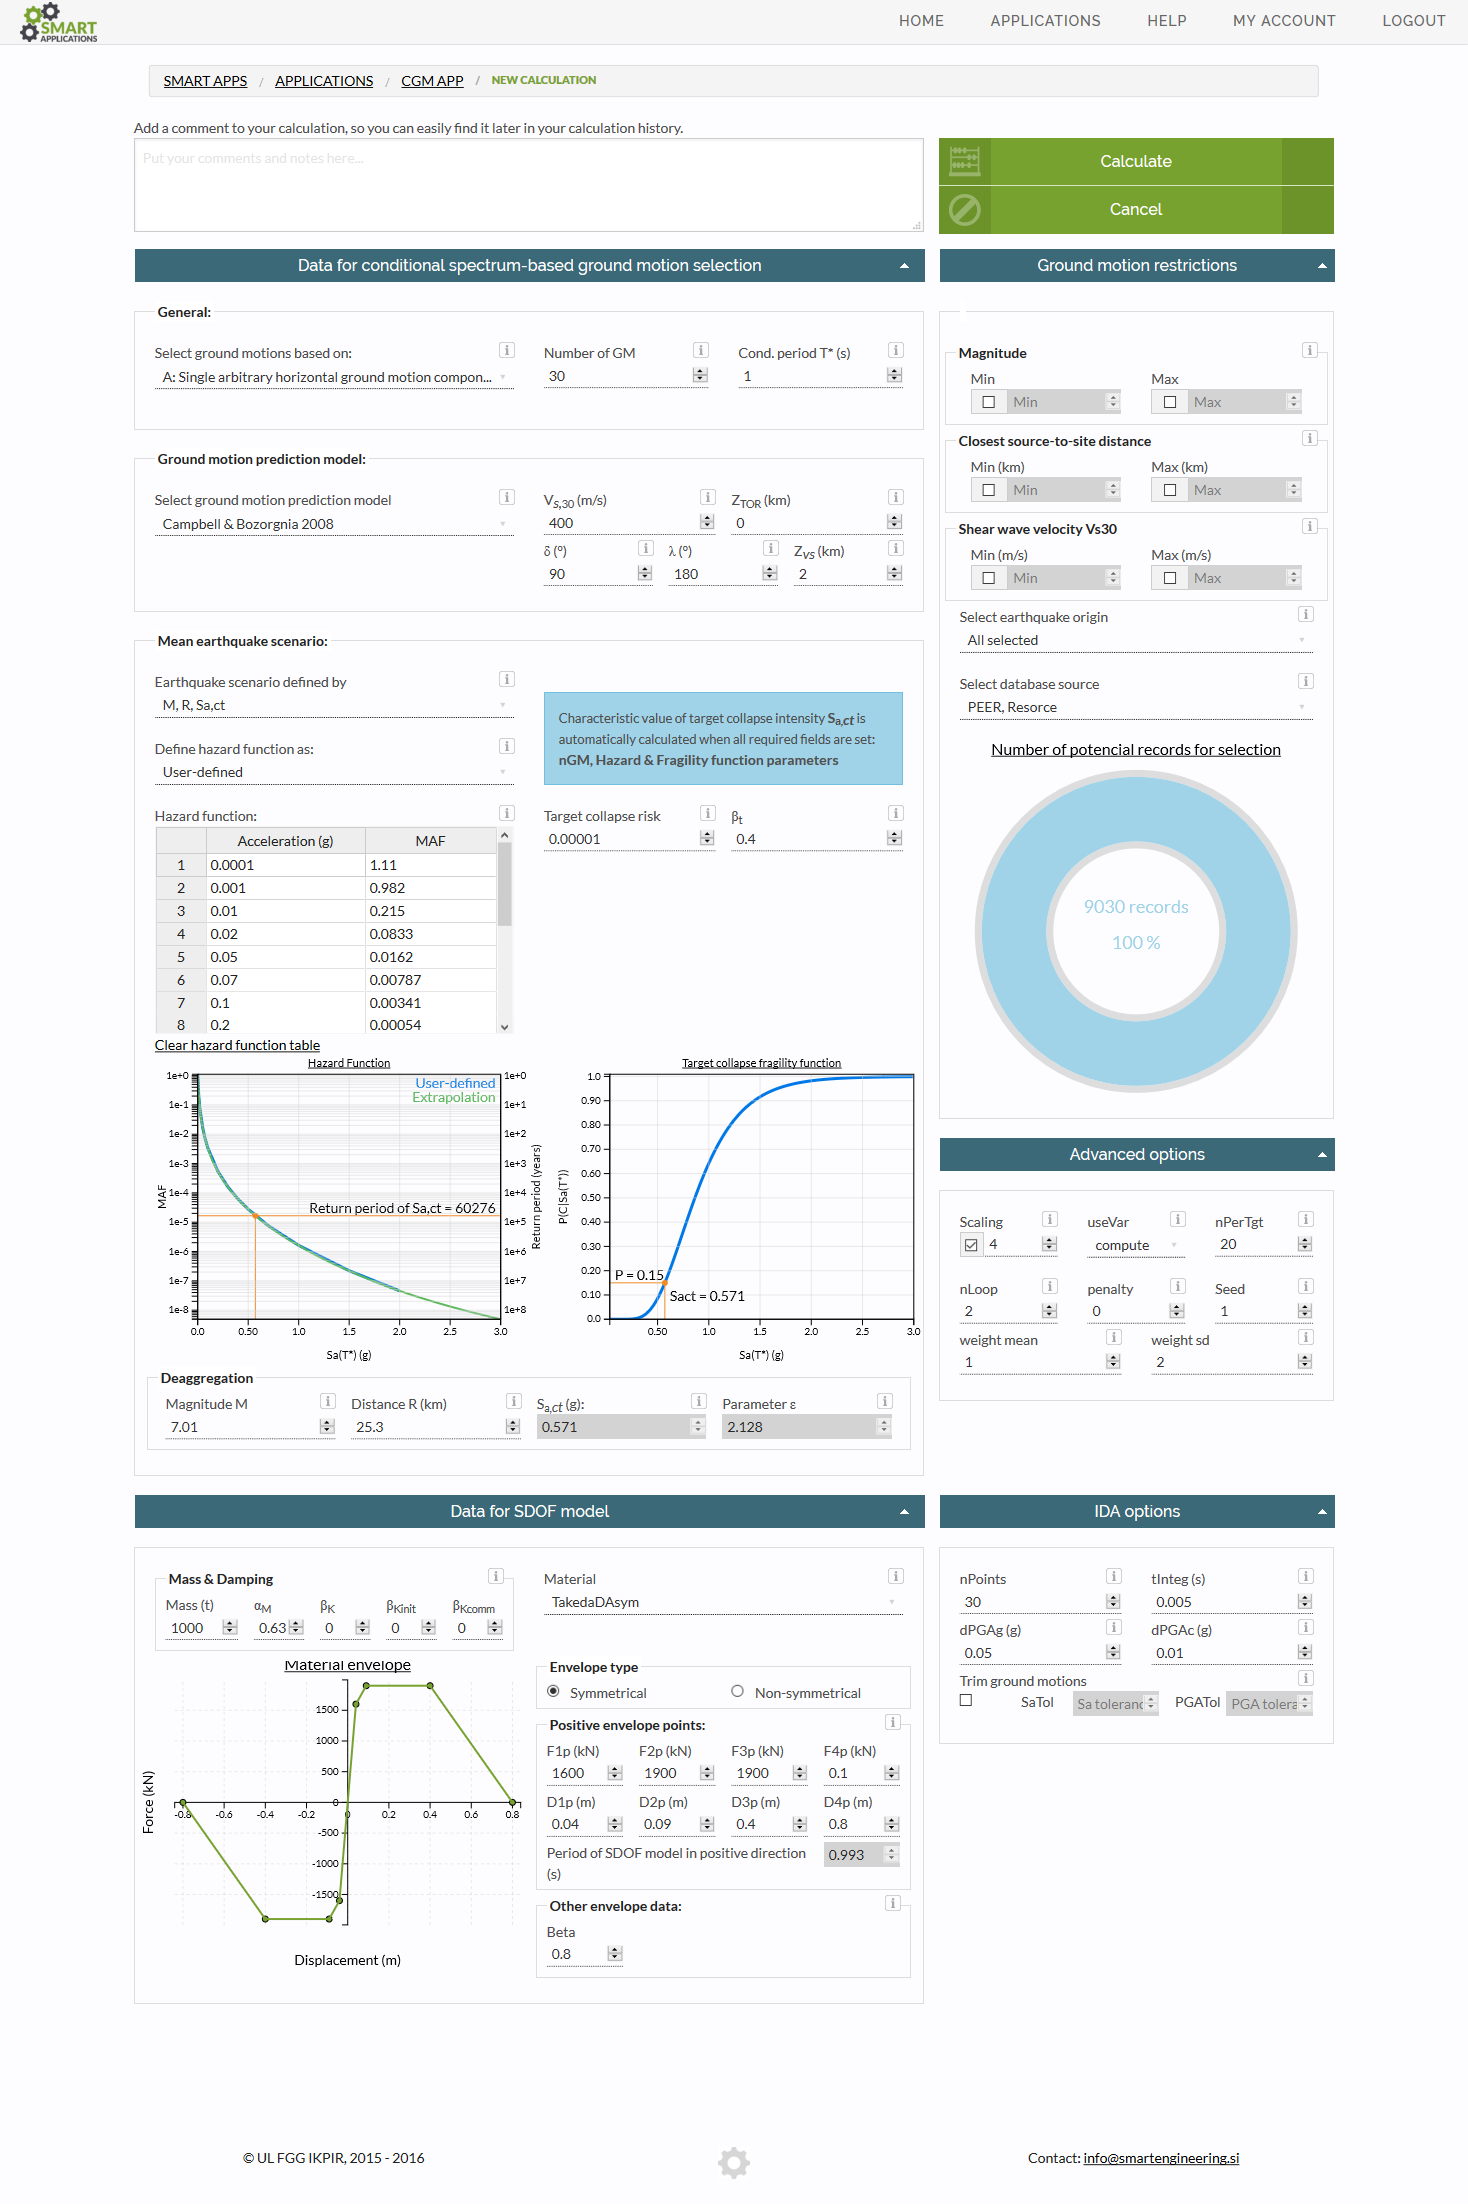 SMART
APPLICATIONS
HOME APPLICATIONS HELP MY ACCOUNT LOGOUT
SMART APPS / APPLICATIONS / CGM APP / NEW CALCULATION
Add a comment to your calculation, so you can easily find it later in your calculation history.
Put your comments and notes here...
Calculate
Cancel
Data for conditional spectrum-based ground motion selection
General:
Select ground motions based on: Number of GM Cond. period T* (s)
A: Single arbitrary horizontal ground motion compon... 30 1
Ground motion prediction model:
Select ground motion prediction model VS,30 (m/s) ZTOR (km)
Campbell & Bozorgnia 2008 400 0
δ (°) λ (°) ZVS (km)
90 180 2
Mean earthquake scenario:
Earthquake scenario defined by
M, R, Sa,ct
Characteristic value of target collapse intensity Sa,ct is
automatically calculated when all required fields are set:
nGM, Hazard & Fragility function parameters
Define hazard function as:
User-defined
Hazard function: Target collapse risk βt
0.00001 0.4
Acceleration (g) MAF
1 0.0001 1.11
2 0.001 0.982
3 0.01 0.215
4 0.02 0.0833
5 0.05 0.0162
6 0.07 0.00787
7 0.1 0.00341
8 0.2 0.00054
Clear hazard function table
Hazard Function
User-defined
Extrapolation
1e+0 1e+0
1e-1 1e+1
1e-2 1e+2
1e-3 1e+3
1e-4 1e+4
1e-5 1e+5
1e-6 1e+6
1e-7 1e+7
1e-8 1e+8
MAF
Return period (years)
Return period of Sa,ct = 60276
0.0 0.50 1.0 1.5 2.0 2.5 3.0
Sa(T*) (g)
Target collapse fragility function
1.0
0.90
0.80
0.70
0.60
0.50
0.40
0.30
0.20
0.10
0.0
P(C|Sa(T*))
P = 0.15
Sact = 0.571
0.50 1.0 1.5 2.0 2.5 3.0
Sa(T*) (g)
Deaggregation
Magnitude M Distance R (km) Sa,ct (g): Parameter ε
7.01 25.3 0.571 2.128
Ground motion restrictions
Magnitude
Min Max
Min Max
Closest source-to-site distance
Min (km) Max (km)
Min Max
Shear wave velocity Vs30
Min (m/s) Max (m/s)
Min Max
Select earthquake origin
All selected
Select database source
PEER, Resorce
Number of potencial records for selection
9030 records
100 %
Advanced options
Scaling useVar nPerTgt
4 compute 20
nLoop penalty Seed
2 0 1
weight mean weight sd
1 2
Data for SDOF model
Mass & Damping
Mass (t) αM βK βKinit βKcomm
1000 0.63 0 0 0
Material
TakedaDAsym
Material envelope
1500
1000
500
0
-500
-1000
-1500
-0.8 -0.6 -0.4 -0.2 0 0.2 0.4 0.6 0.8
Force (kN)
Displacement (m)
Envelope type
Symmetrical Non-symmetrical
Positive envelope points:
F1p (kN) F2p (kN) F3p (kN) F4p (kN)
1600 1900 1900 0.1
D1p (m) D2p (m) D3p (m) D4p (m)
0.04 0.09 0.4 0.8
Period of SDOF model in positive direction 0.993
(s)
Other envelope data:
Beta
0.8
IDA options
nPoints tInteg (s)
30 0.005
dPGAg (g) dPGAc (g)
0.05 0.01
Trim ground motions
SaTol Sa toleranc PGATol PGA tolera
© UL FGG IKPIR, 2015 - 2016
Contact: info@smartengineering.si